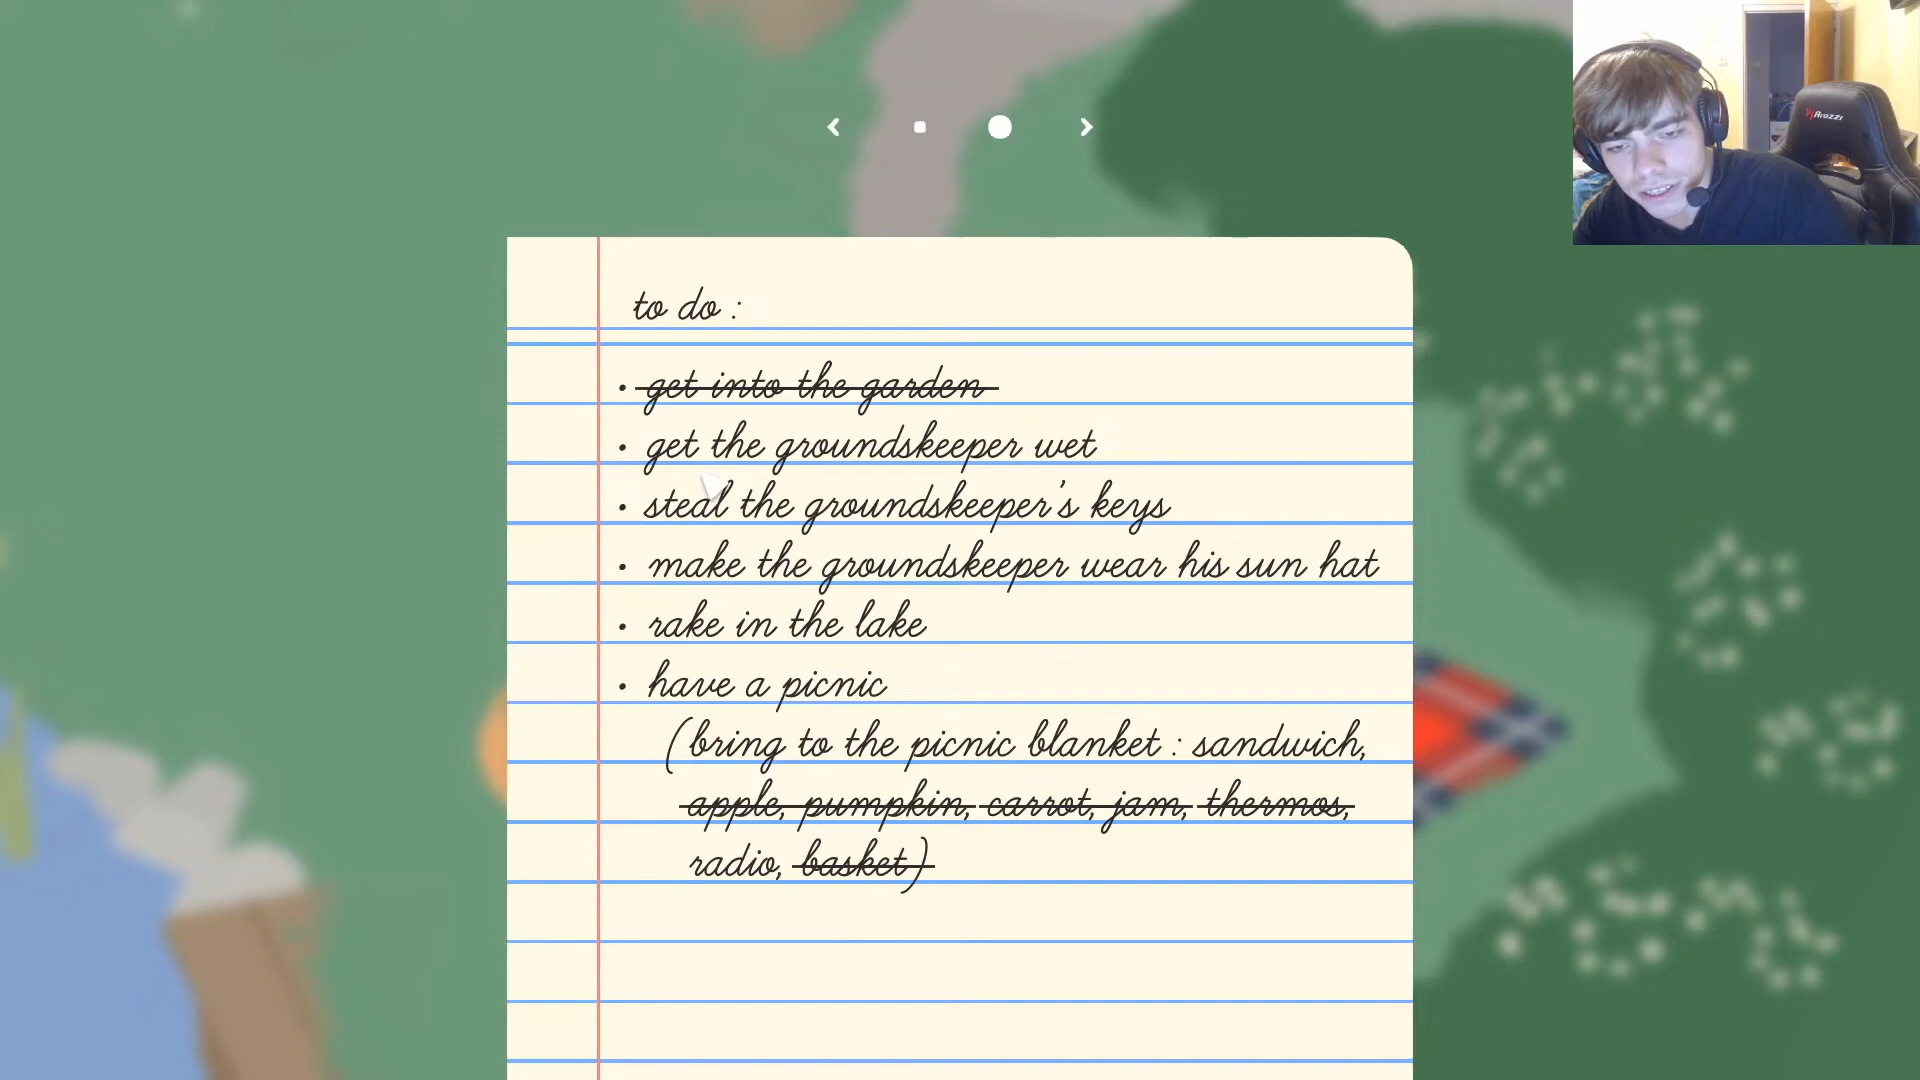 to do :
• get into the garden
• get the groundskeeper wet
• steal the groundskeeper's keys
• make the groundskeeper wear his sun hat
• rake in the lake
• have a picnic
(bring to the picnic blanket : sandwich,
apple, pumpkin, carrot, jam, thermos,
radio, basket)
Arozzi